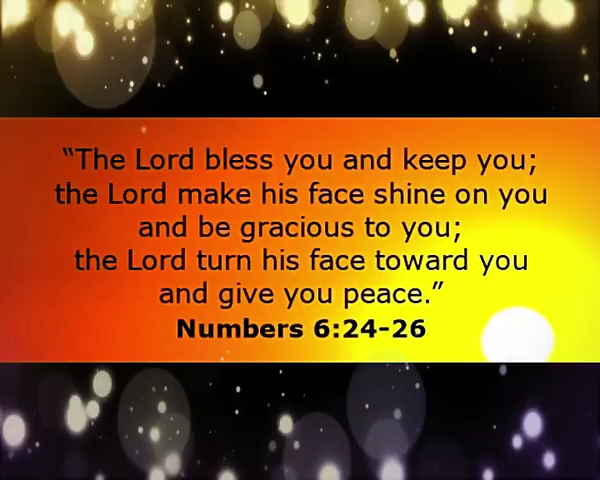 “The Lord bless you and keep you;
the Lord make his face shine on you
and be gracious to you;
the Lord turn his face toward you
and give you peace.”
Numbers 6:24-26